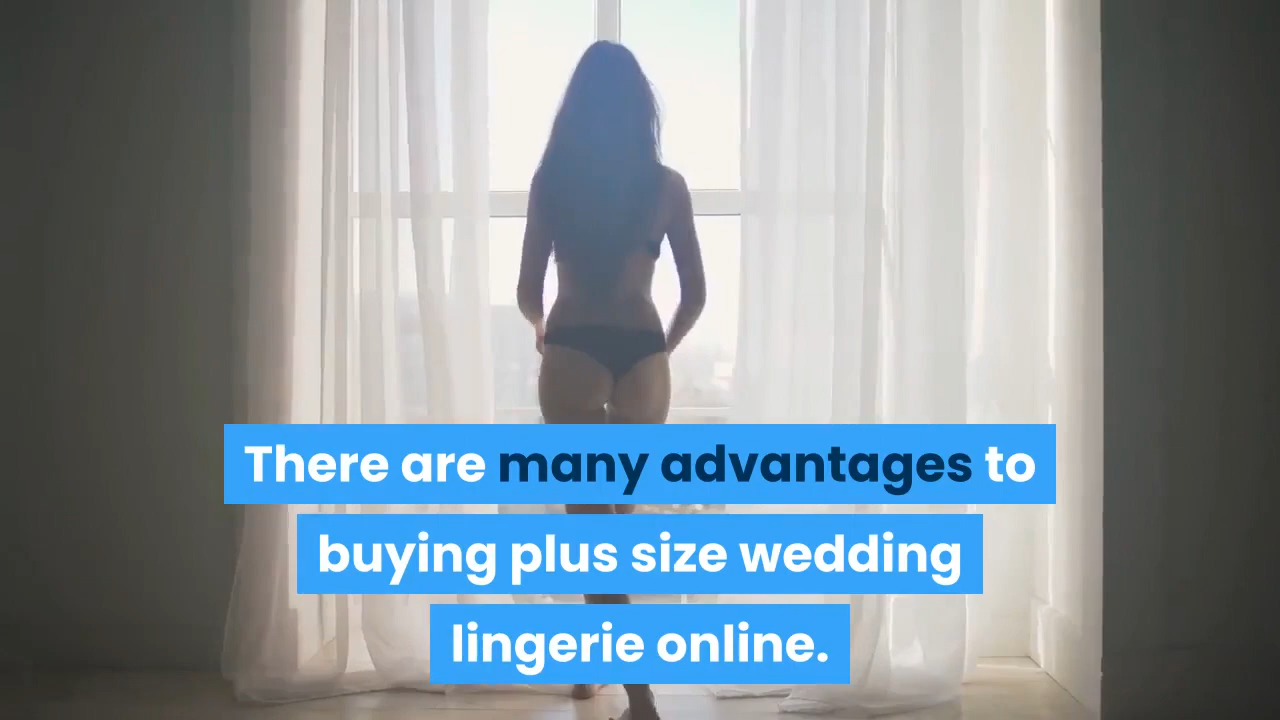 There are many advantages to
buying plus size wedding
lingerie online.